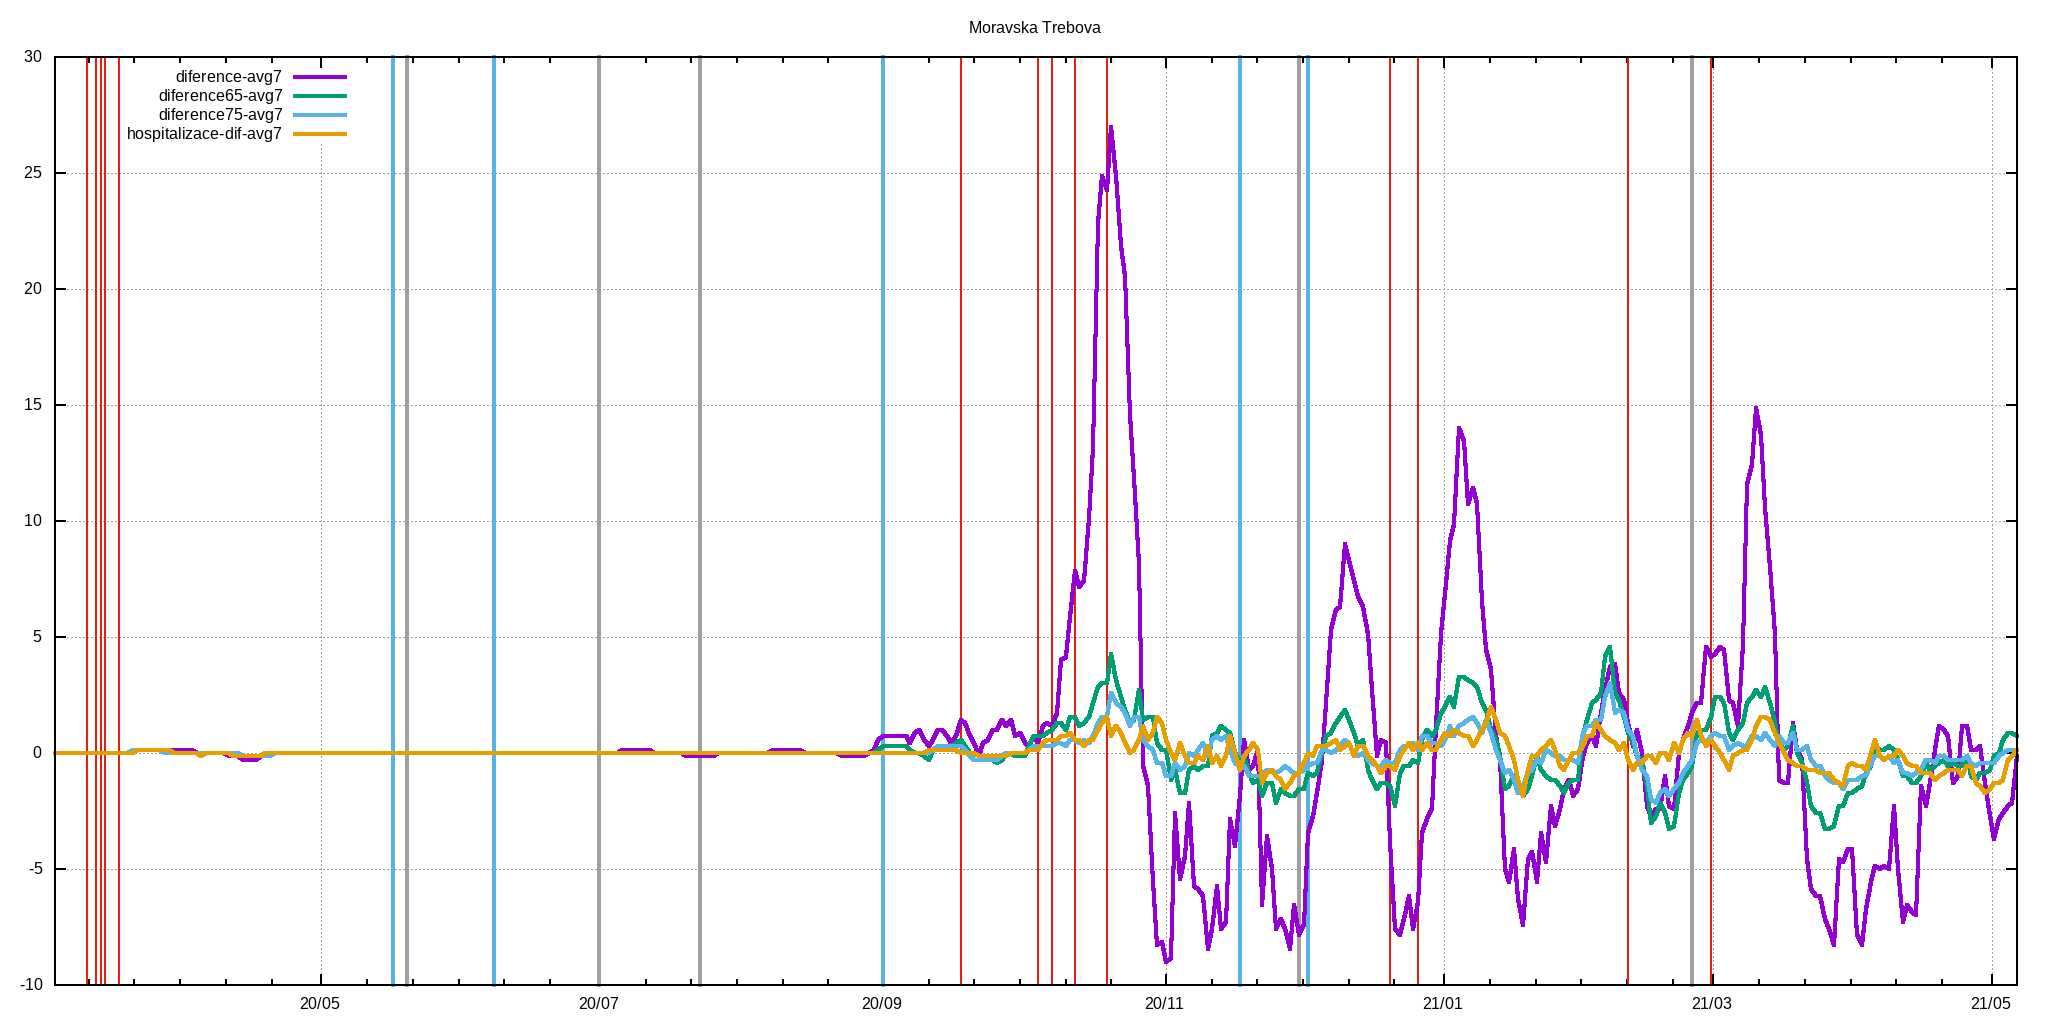 Moravska Trebova
30
diference-avg7
diference65-avg7
diference75-avg7
hospitalizace-dif-avg7
25
20
15
10
5
0
-5
-10
20/05 20/07 20/09 20/11 21/01 21/03 21/05